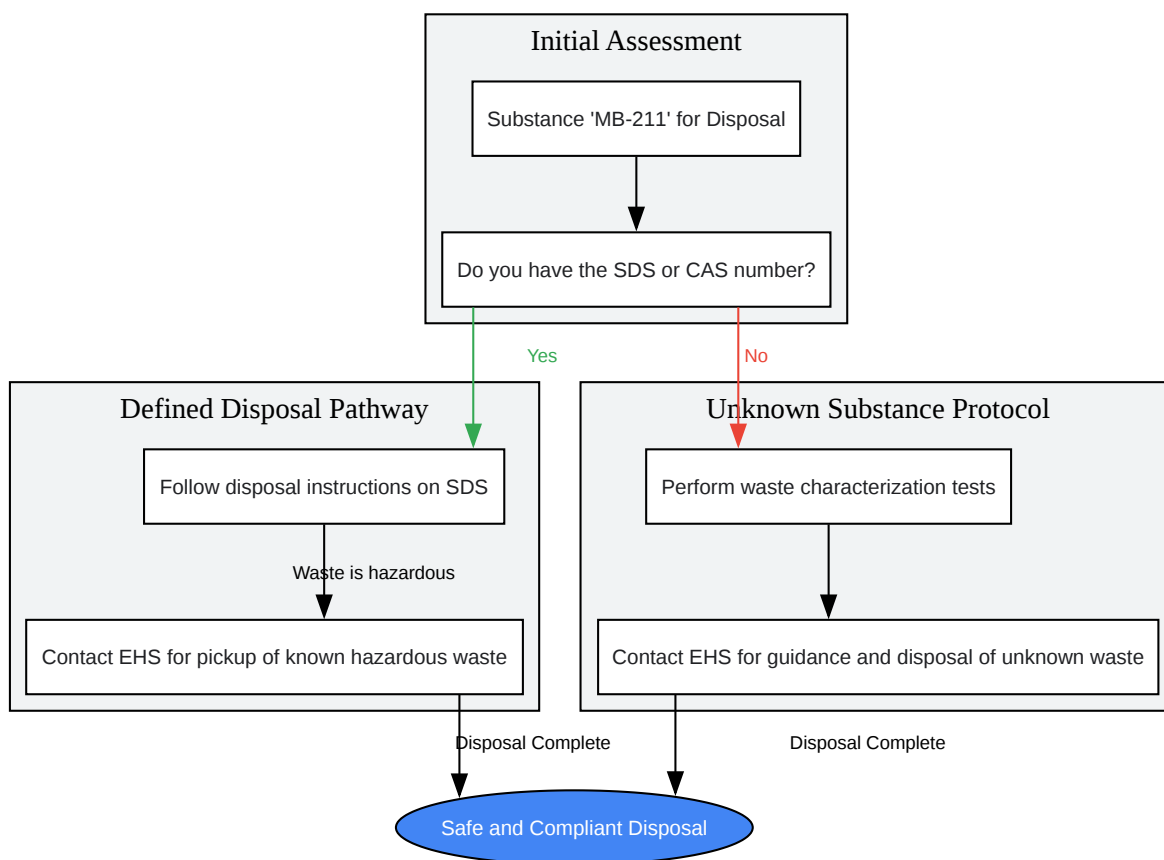 Initial Assessment
Substance 'MB-211' for Disposal
Do you have the SDS or CAS number?
Yes
No
Defined Disposal Pathway
Unknown Substance Protocol
Follow disposal instructions on SDS
Perform waste characterization tests
Waste is hazardous
Contact EHS for pickup of known hazardous waste
Contact EHS for guidance and disposal of unknown waste
Disposal Complete
Disposal Complete
Safe and Compliant Disposal